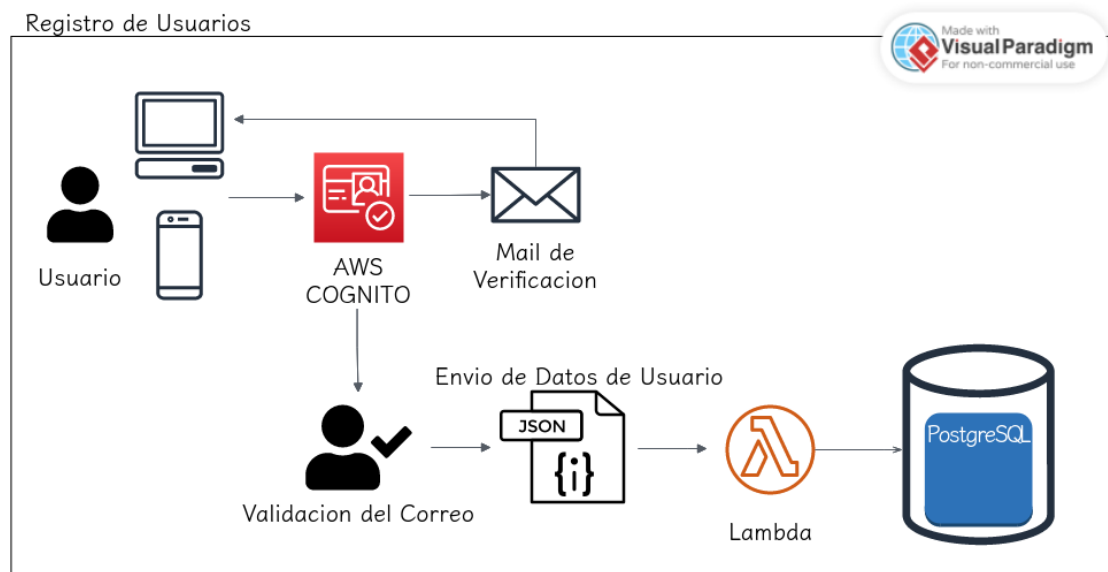 Registro de Usuarios
Made with
Visual Paradigm
For non-commercial use
Usuario
AWS
COGNITO
Mail de
Verificacion
Envio de Datos de Usuario
JSON
{i}
PostgreSQL
Validacion del Correo
Lambda